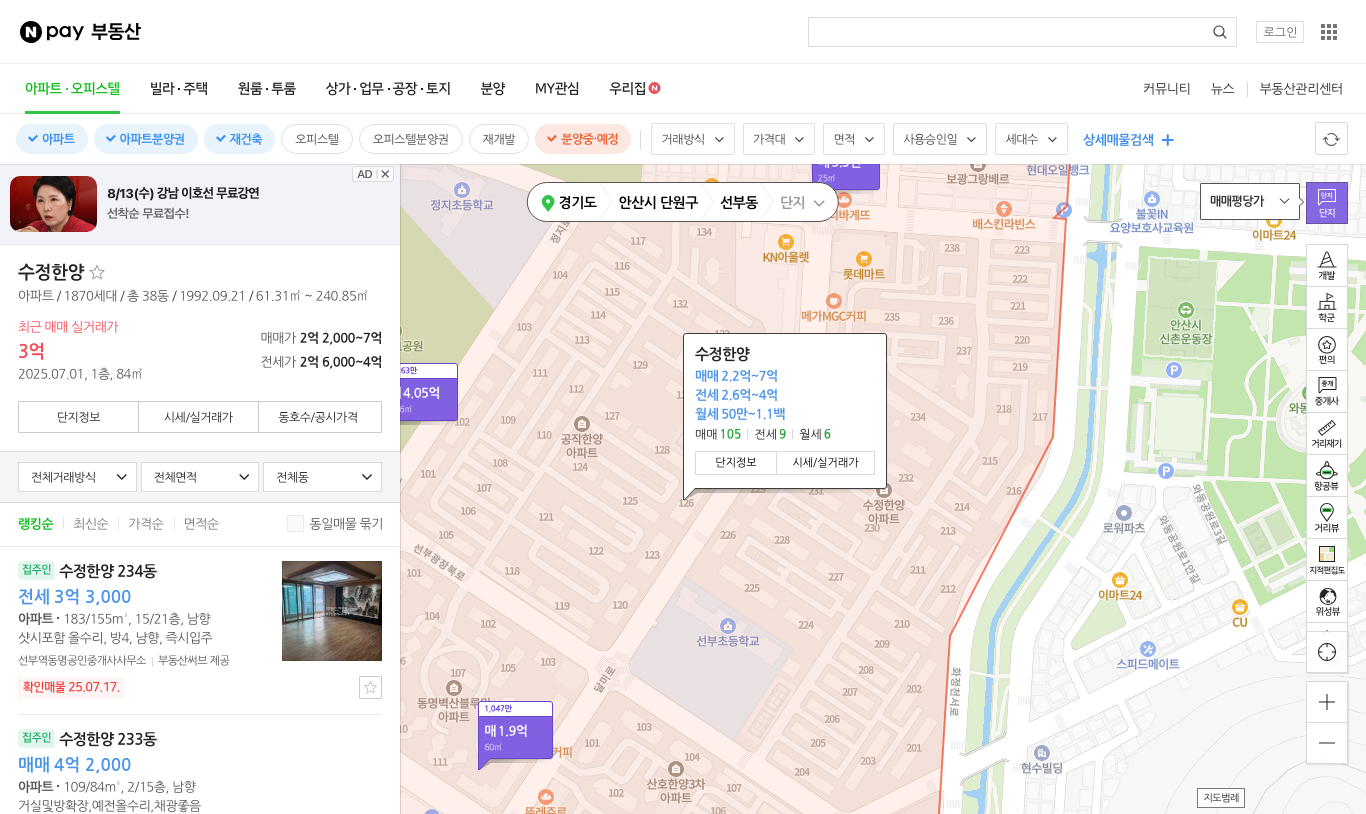 N pay 부동산
로그인
아파트 · 오피스텔 빌라 · 주택 원룸 · 투룸 상가 · 업무 · 공장 · 토지 분양 MY관심 우리집 N
커뮤니티 뉴스 부동산관리센터
아파트 아파트분양권 재건축 오피스텔 오피스텔분양권 재개발 분양중·예정 거래방식 가격대 면적 사용승인일 세대수 상세매물검색
AD
8/13(수) 강남 이호선 무료강연
선착순 무료접수!
수정한양
아파트 / 1870세대 / 총 38동 / 1992.09.21 / 61.31㎡ ~ 240.85㎡
최근 매매 실거래가
3억
2025.07.01, 1층, 84㎡
매매가 2억 2,000~7억
전세가 2억 6,000~4억
단지정보 시세/실거래가 동호수/공시가격
전체거래방식 전체면적 전체동
랭킹순 최신순 가격순 면적순 동일매물 묶기
집주인 수정한양 234동
전세 3억 3,000
아파트 · 183/155m², 15/21층, 남향
샷시포함 올수리, 방4, 남향, 즉시입주
선부역동명공인중개사사무소 부동산써브 제공
확인매물 25.07.17.
집주인 수정한양 233동
매매 4억 2,000
아파트 · 109/84m², 2/15층, 남향
거실및방확장,예전올수리,채광좋음
경기도 안산시 단원구 선부동 단지
매매평당가
단지
단지
정지초등학교
25㎡
보광그랑베르
현대오일뱅크
배스킨라빈스
불꽃IN
요양보호사교육원
이마트24
KN아울렛
롯데마트
메가MGC커피
안산시
신촌운동장
P
수정한양
매매 2.2억~7억
전세 2.6억~4억
월세 50만~1.1백
매매 105 전세 9 월세 6
단지정보 시세/실거래가
4.05억
공작한양
아파트
수정한양
아파트
선부광장북로
P
로워파츠
와동공원로3길
와동공원로1안길
이마트24
CU
선부초등학교
스피드메이트
달미로
화정천서로
아파트
1,047만
매 1.9억
60㎡
산호한양3차
아파트
현수빌딩
뚜레쥬르
117
134
104
116
238
222
115
132
239
221
103
114
220
111
112
219
109
110
218
217
102
108
124
214
215
101
107
216
106
121
126
226
228
213
105
122
123
212
120
225
211
119
210
209
208
207
206
205
204
203
202
201
개발
학군
편의
중개
중개사
거리재기
항공뷰
거리뷰
지적편집도
위성뷰
지도범례